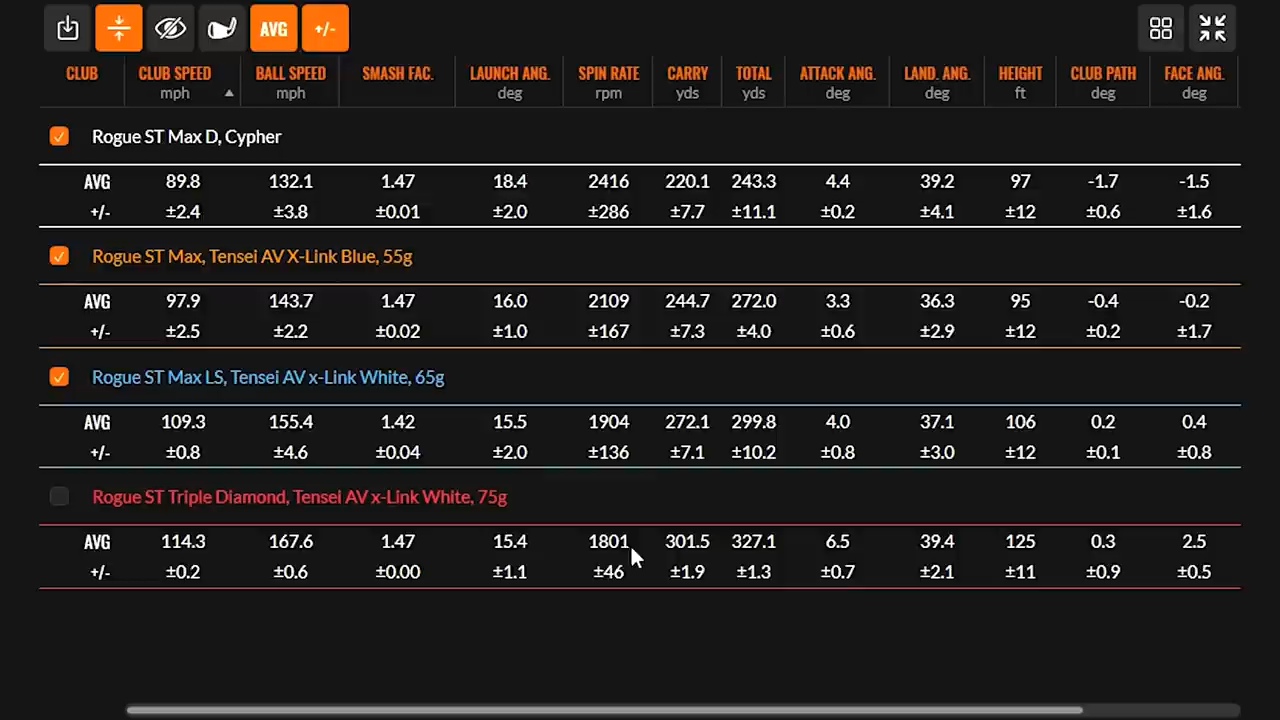 AVG +/-
CLUB CLUB SPEED BALL SPEED SMASH FAC. LAUNCH ANG. SPIN RATE CARRY TOTAL ATTACK ANG. LAND. ANG. HEIGHT CLUB PATH FACE ANG.
mph mph deg rpm yds yds deg deg ft deg deg
Rogue ST Max D, Cypher
AVG 89.8 132.1 1.47 18.4 2416 220.1 243.3 4.4 39.2 97 -1.7 -1.5
+/- ±2.4 ±3.8 ±0.01 ±2.0 ±286 ±7.7 ±11.1 ±0.2 ±4.1 ±12 ±0.6 ±1.6
Rogue ST Max, Tensei AV X-Link Blue, 55g
AVG 97.9 143.7 1.47 16.0 2109 244.7 272.0 3.3 36.3 95 -0.4 -0.2
+/- ±2.5 ±2.2 ±0.02 ±1.0 ±167 ±7.3 ±4.0 ±0.6 ±2.9 ±12 ±0.2 ±1.7
Rogue ST Max LS, Tensei AV x-Link White, 65g
AVG 109.3 155.4 1.42 15.5 1904 272.1 299.8 4.0 37.1 106 0.2 0.4
+/- ±0.8 ±4.6 ±0.04 ±2.0 ±136 ±7.1 ±10.2 ±0.8 ±3.0 ±12 ±0.1 ±0.8
Rogue ST Triple Diamond, Tensei AV x-Link White, 75g
AVG 114.3 167.6 1.47 15.4 1801 301.5 327.1 6.5 39.4 125 0.3 2.5
+/- ±0.2 ±0.6 ±0.00 ±1.1 ±46 ±1.9 ±1.3 ±0.7 ±2.1 ±11 ±0.9 ±0.5